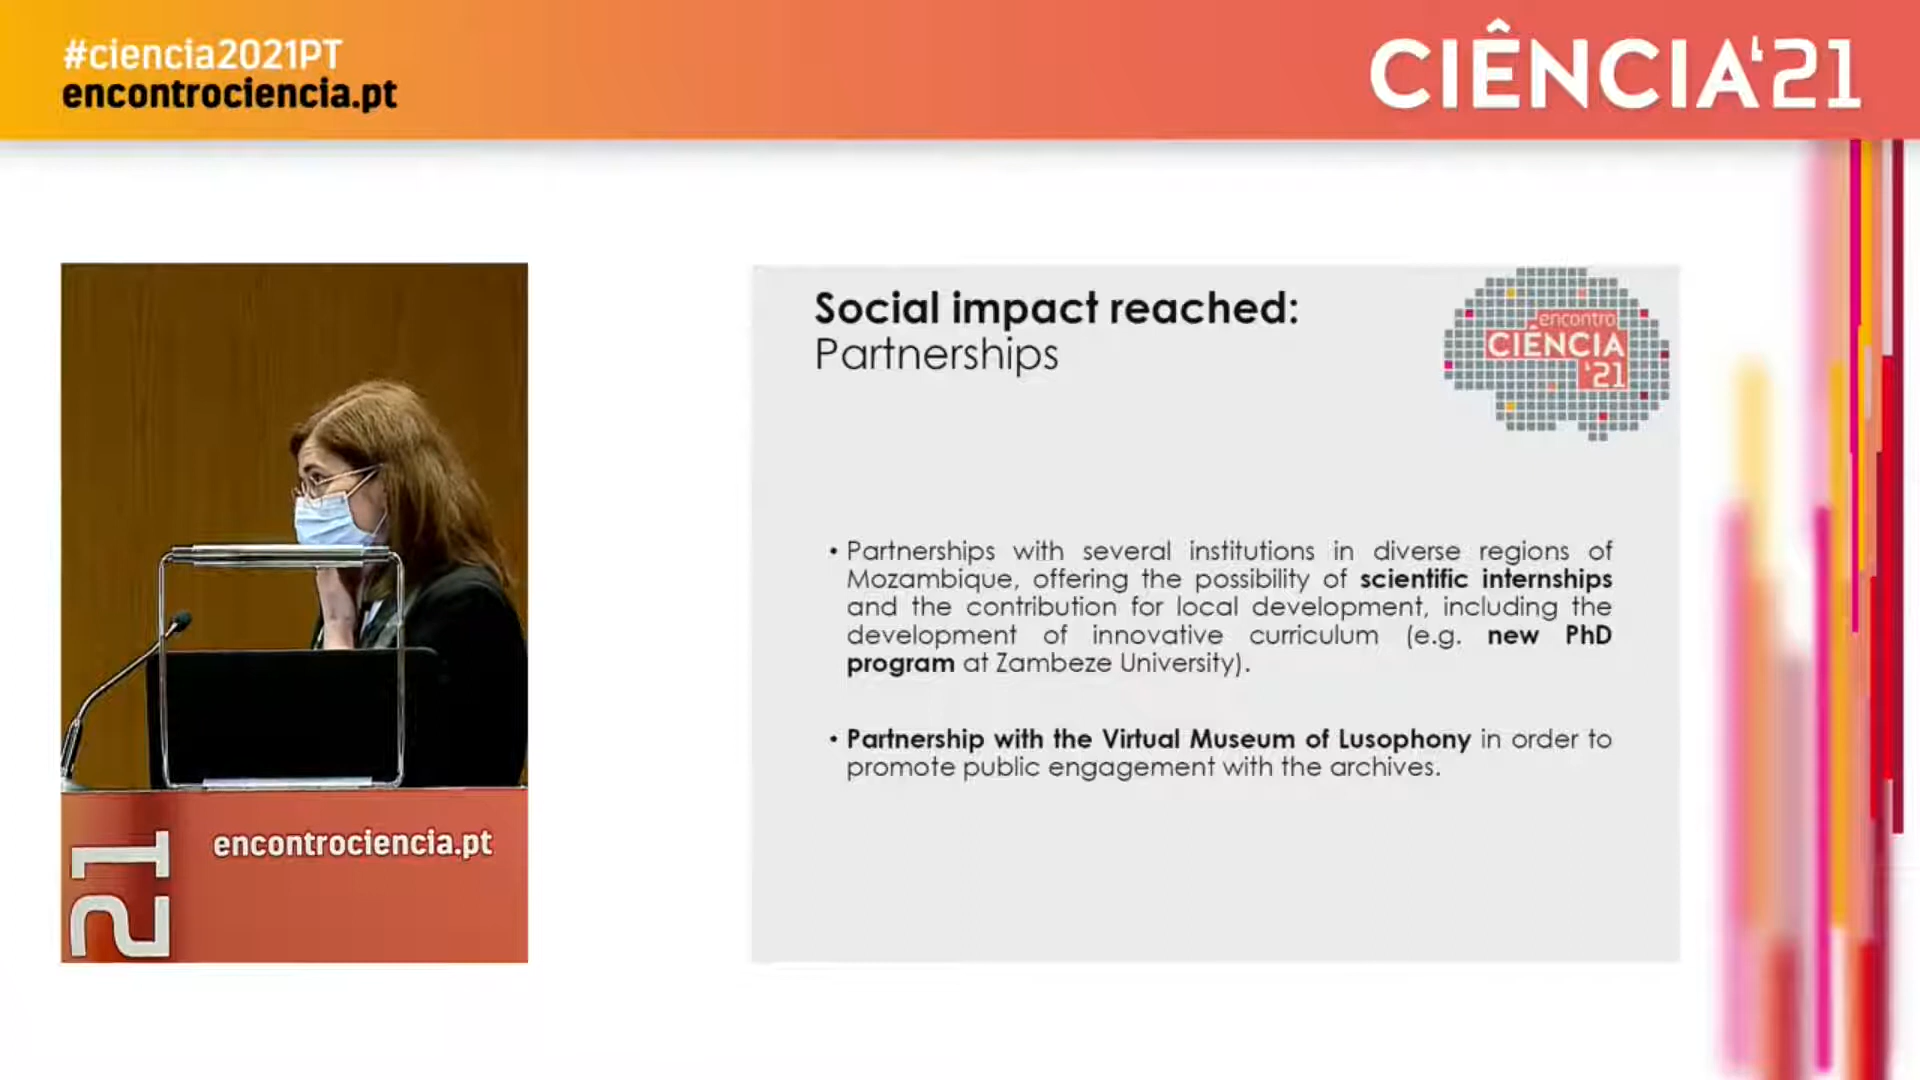 #ciencia2021PT
encontrociencia.pt
CIÊNCIA'21
Social impact reached:
Partnerships
encontro
CIÊNCIA
'21
• Partnerships with several institutions in diverse regions of
Mozambique, offering the possibility of scientific internships
and the contribution for local development, including the
development of innovative curriculum (e.g. new PhD
program at Zambeze University).
• Partnership with the Virtual Museum of Lusophony in order to
promote public engagement with the archives.
encontrociencia.pt
21